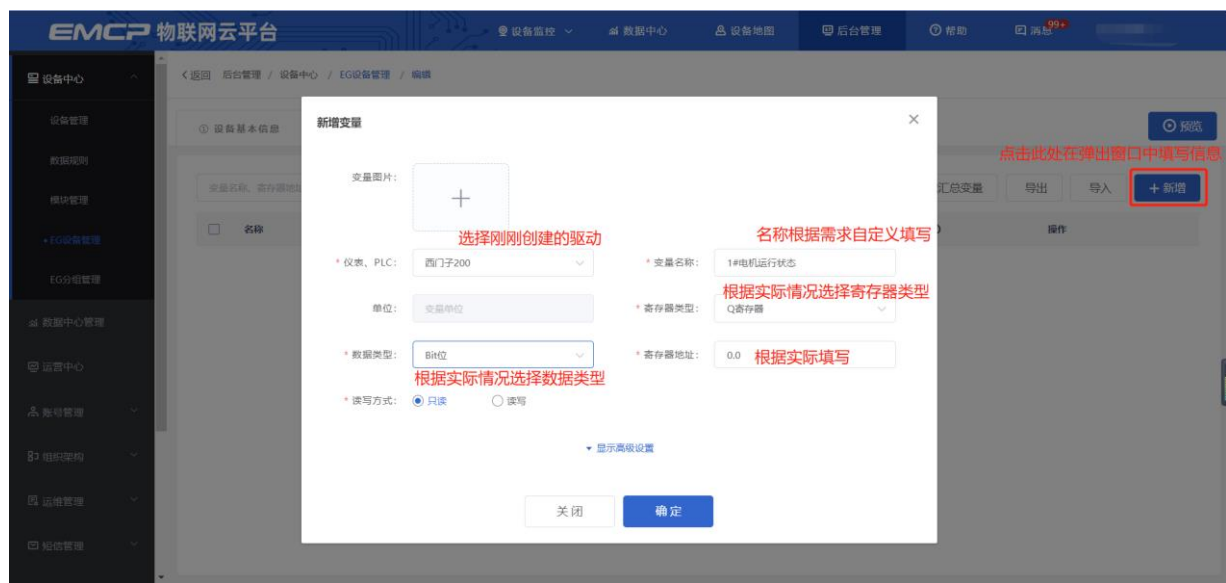 EMCP 物联网云平台
设备监控
数据中心
设备地图
后台管理
帮助
消息
99+
设备中心
返回 后台管理 / 设备中心 / EG设备管理 / 编辑
设备管理
数据规则
模块管理
EG设备管理
EG分组管理
数据中心管理
运营中心
账号管理
组织架构
运维管理
短信管理
① 设备基本信息
预览
点击此处在弹出窗口中填写信息
变量名称、寄存器地
汇总变量
导出
导入
+ 新增
名称
操作
新增变量
变量图片:
选择刚刚创建的驱动
名称根据需求自定义填写
* 仪表、PLC: 西门子200
* 变量名称: 1#电机运行状态
根据实际情况选择寄存器类型
单位: 变量单位
* 寄存器类型: Q寄存器
* 数据类型: Bit位
* 寄存器地址: 0.0 根据实际填写
根据实际情况选择数据类型
* 读写方式: 只读 读写
显示高级设置
关闭
确定